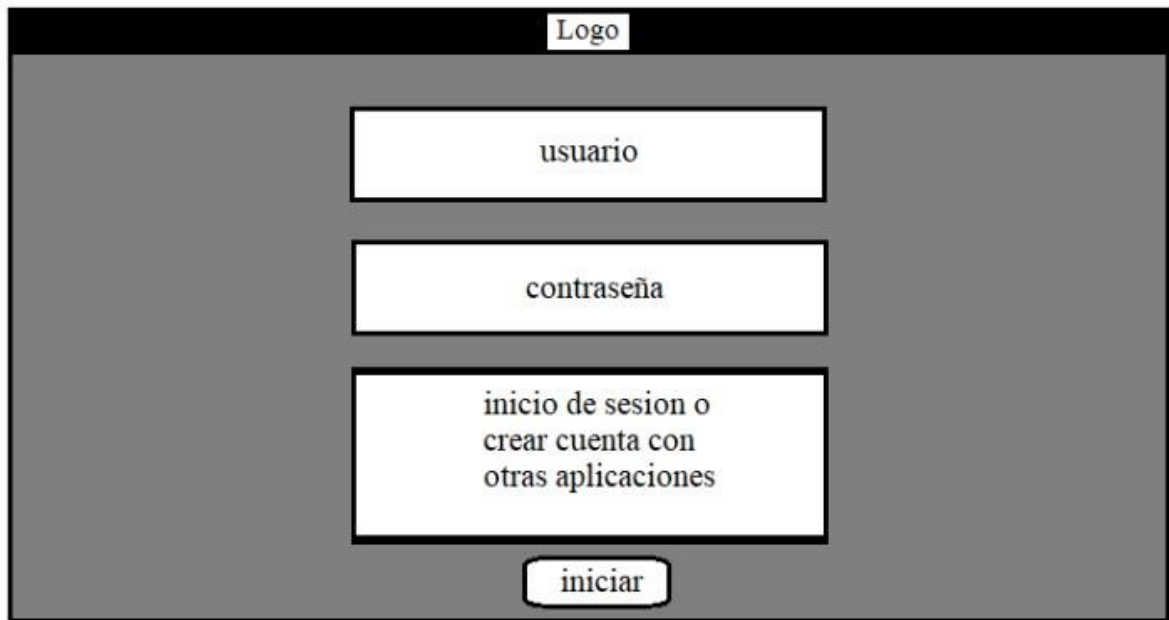 Logo
usuario
contraseña
inicio de sesion o
crear cuenta con
otras aplicaciones
iniciar